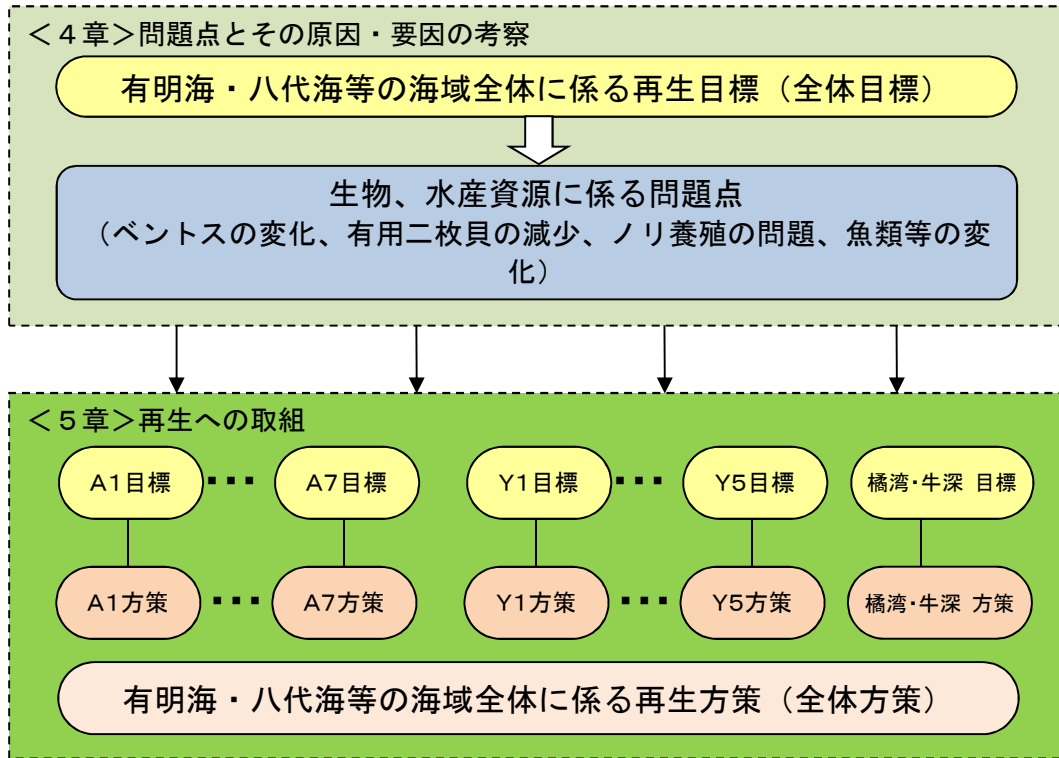 ＜４章＞問題点とその原因・要因の考察
有明海・八代海等の海域全体に係る再生目標（全体目標）
生物、水産資源に係る問題点
（ベントスの変化、有用二枚貝の減少、ノリ養殖の問題、魚類等の変
化）
＜５章＞再生への取組
A1目標 ･･･ A7目標 Y1目標 ･･･ Y5目標 橘湾・牛深 目標
A1方策 ･･･ A7方策 Y1方策 ･･･ Y5方策 橘湾・牛深 方策
有明海・八代海等の海域全体に係る再生方策（全体方策）